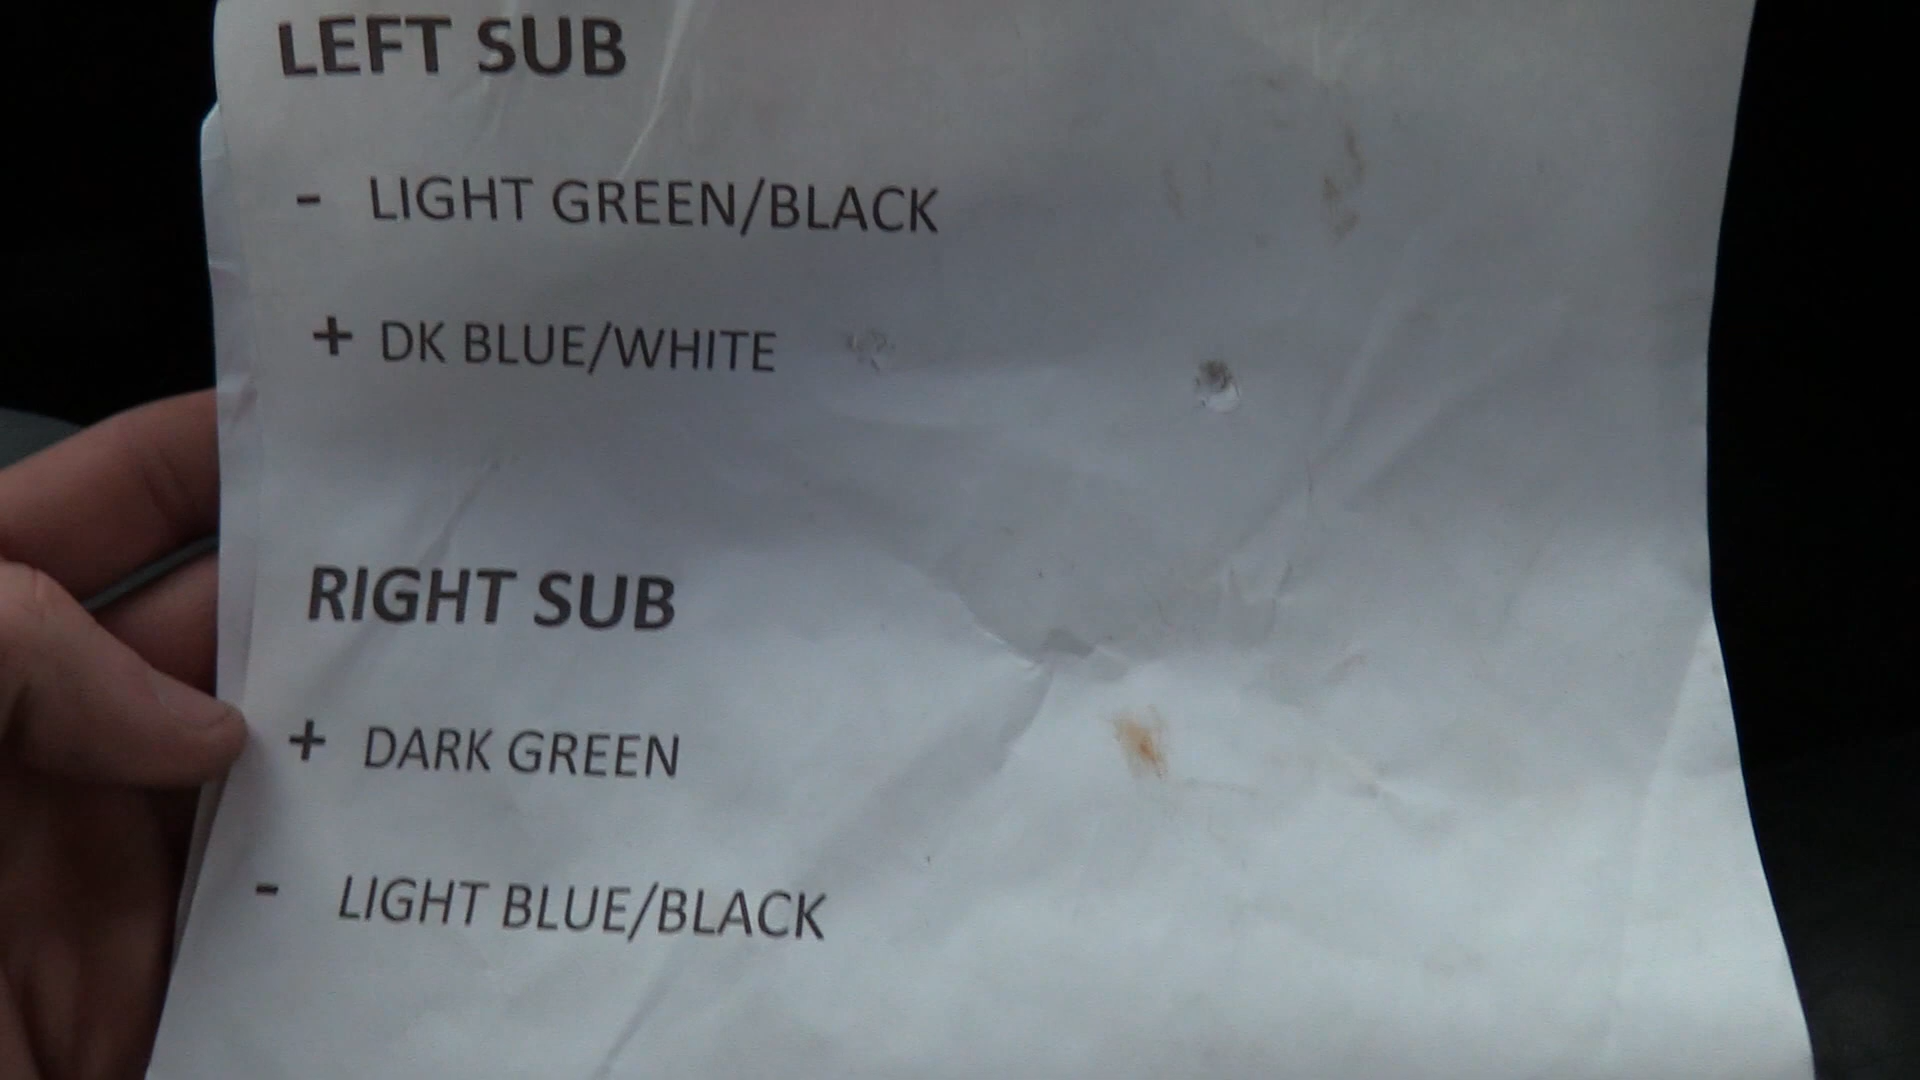 LEFT SUB
- LIGHT GREEN/BLACK
+ DK BLUE/WHITE
RIGHT SUB
+ DARK GREEN
- LIGHT BLUE/BLACK